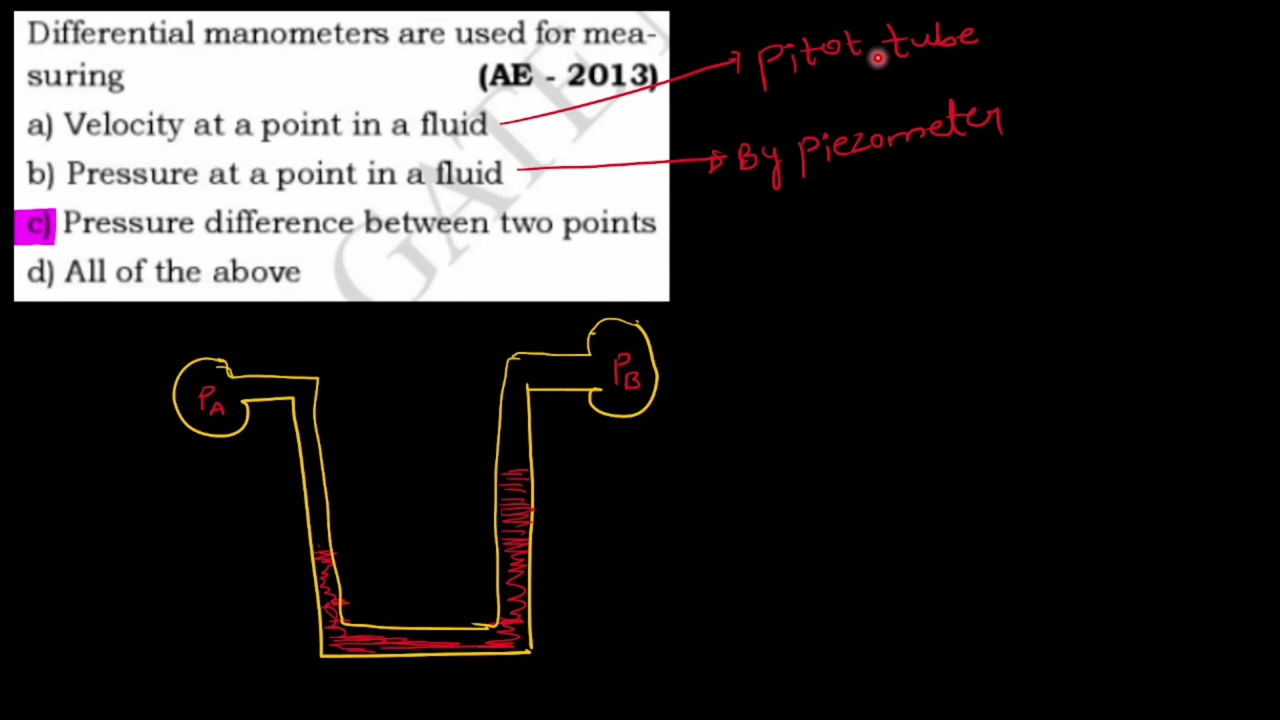 Differential manometers are used for mea-
suring (AE - 2013)
a) Velocity at a point in a fluid
b) Pressure at a point in a fluid
c) Pressure difference between two points
d) All of the above
GATE
Pitot tube
By piezometer
PA
PB